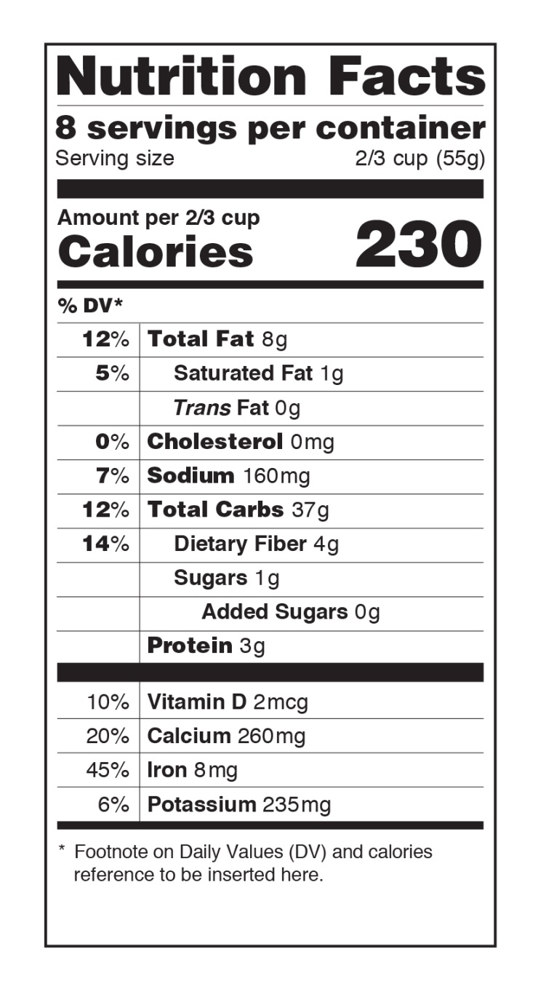 Nutrition Facts
8 servings per container
Serving size 2/3 cup (55g)
Amount per 2/3 cup
Calories 230
% DV*
12% Total Fat 8g
5% Saturated Fat 1g
Trans Fat 0g
0% Cholesterol 0mg
7% Sodium 160mg
12% Total Carbs 37g
14% Dietary Fiber 4g
Sugars 1g
Added Sugars 0g
Protein 3g
10% Vitamin D 2mcg
20% Calcium 260mg
45% Iron 8mg
6% Potassium 235mg
* Footnote on Daily Values (DV) and calories
reference to be inserted here.